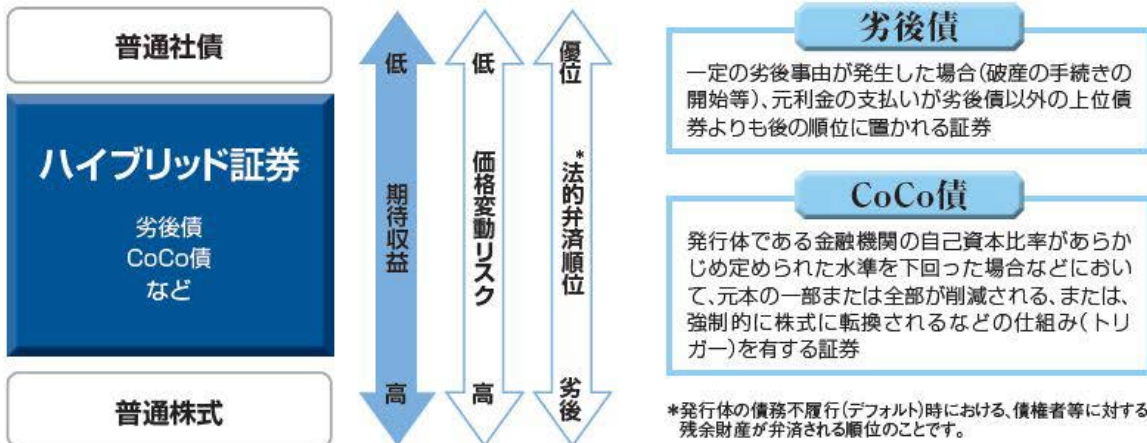 普通社債
ハイブリッド証券
劣後債
CoCo債
など
普通株式
低
期待収益
高
低
価格変動リスク
高
優位
*法的弁済順位
劣後
劣後債
一定の劣後事由が発生した場合(破産の手続きの
開始等)、元利金の支払いが劣後債以外の上位債
券よりも後の順位に置かれる証券
CoCo債
発行体である金融機関の自己資本比率があらか
じめ定められた水準を下回った場合などにおい
て、元本の一部または全部が削減される、または、
強制的に株式に転換されるなどの仕組み(トリ
ガー)を有する証券
*発行体の債務不履行(デフォルト)時における、債権者等に対する
残余財産が弁済される順位のことです。